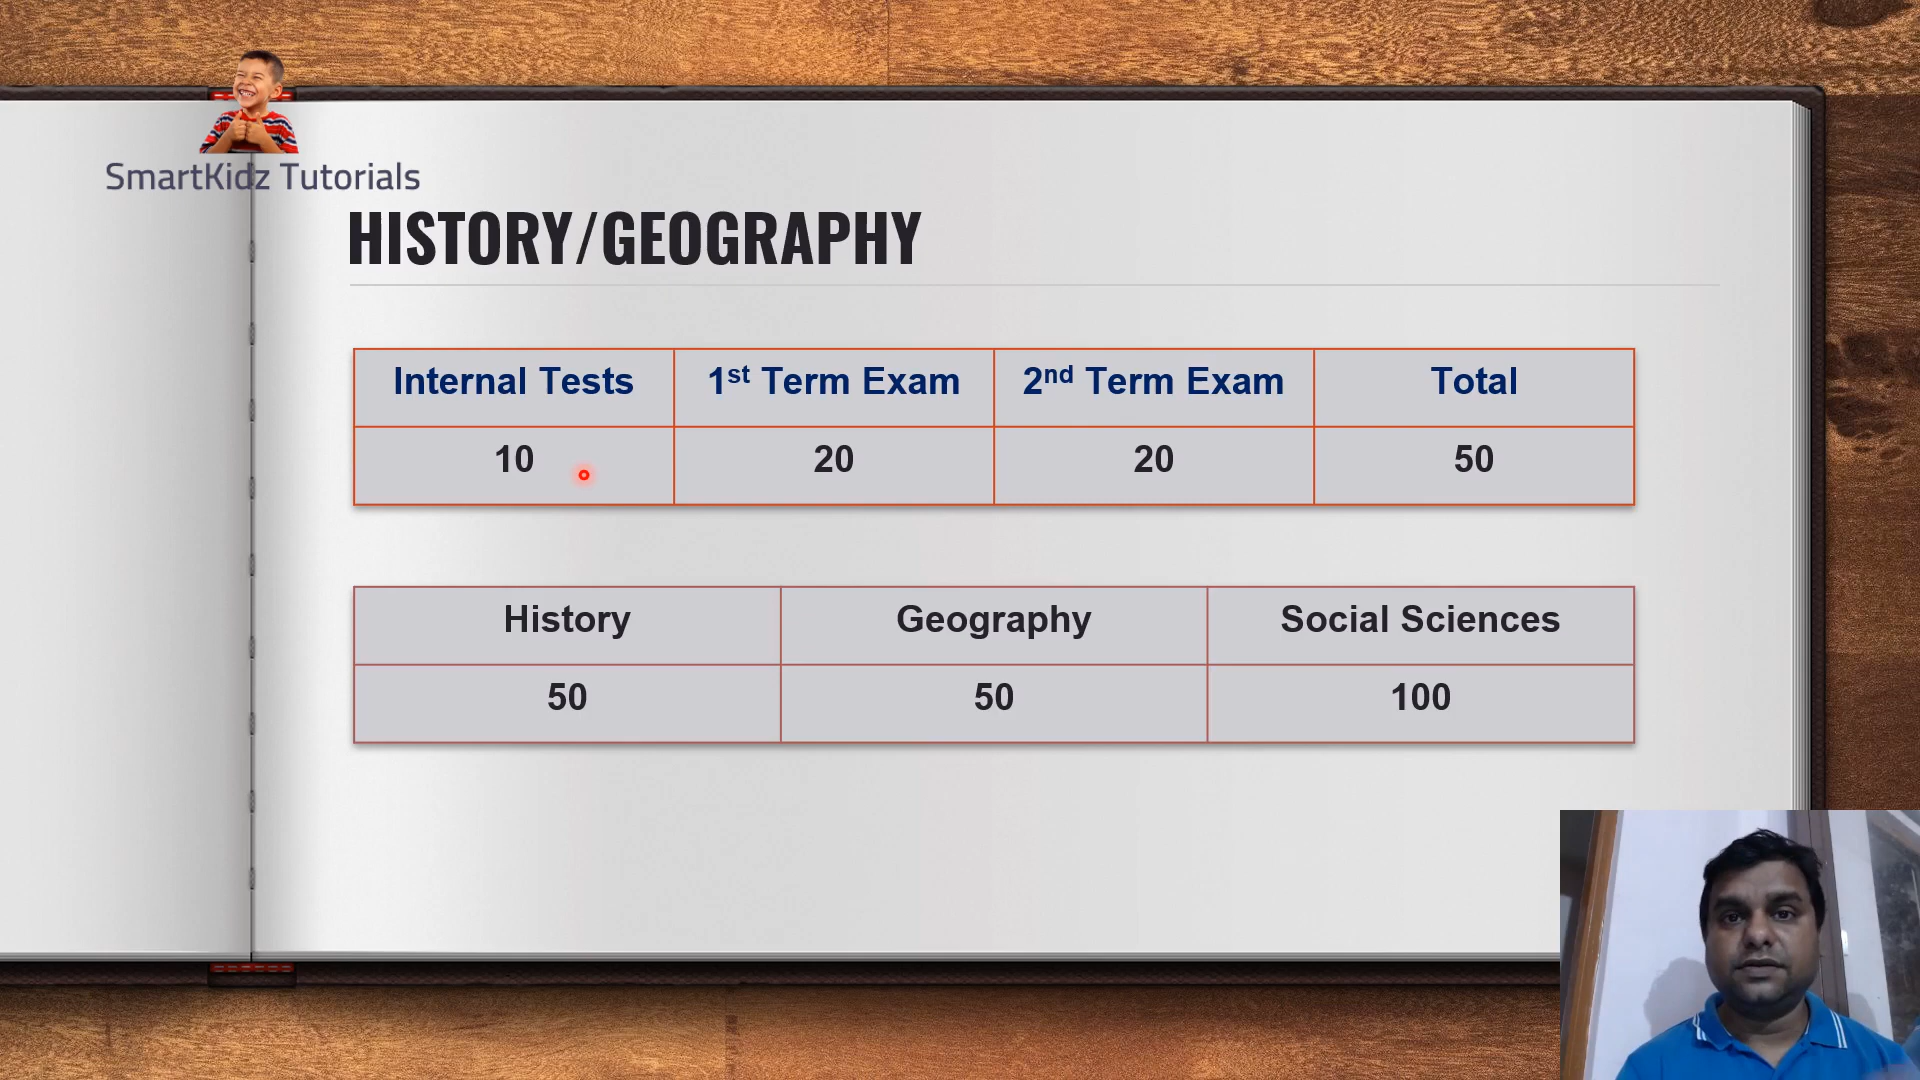 SmartKidz Tutorials
HISTORY/GEOGRAPHY
Internal Tests 1st Term Exam 2nd Term Exam Total
10 20 20 50
History Geography Social Sciences
50 50 100